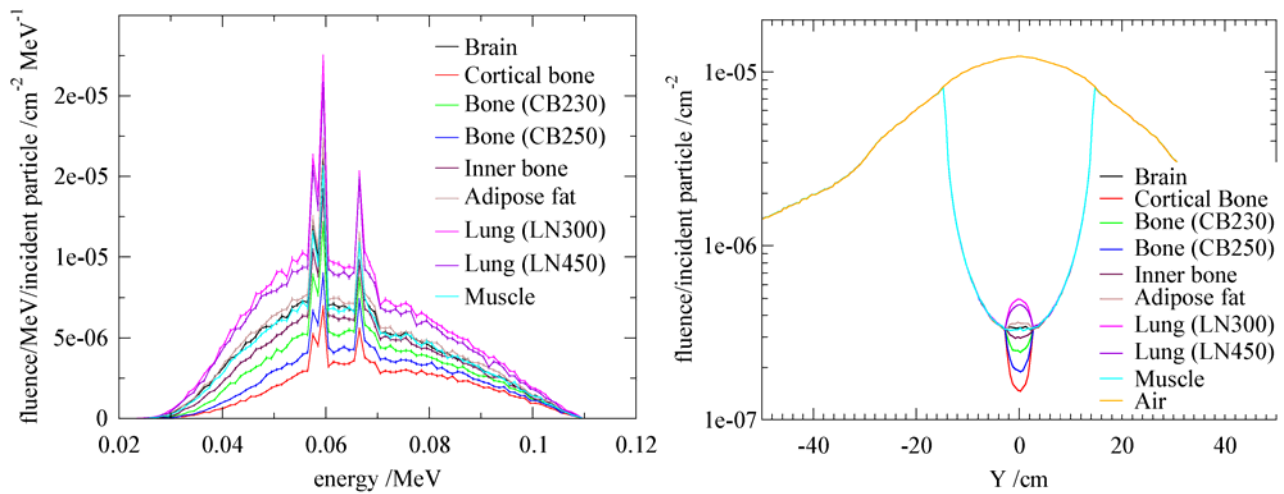 fluence/MeV/incident particle /cm-2 MeV-1
2e-05
2e-05
1e-05
5e-06
0
Brain
Cortical bone
Bone (CB230)
Bone (CB250)
Inner bone
Adipose fat
Lung (LN300)
Lung (LN450)
Muscle
0.02 0.04 0.06 0.08 0.1 0.12
energy /MeV
fluence/incident particle /cm-2
1e-05
1e-06
1e-07
Brain
Cortical Bone
Bone (CB230)
Bone (CB250)
Inner bone
Adipose fat
Lung (LN300)
Lung (LN450)
Muscle
Air
-40 -20 0 20 40
Y /cm